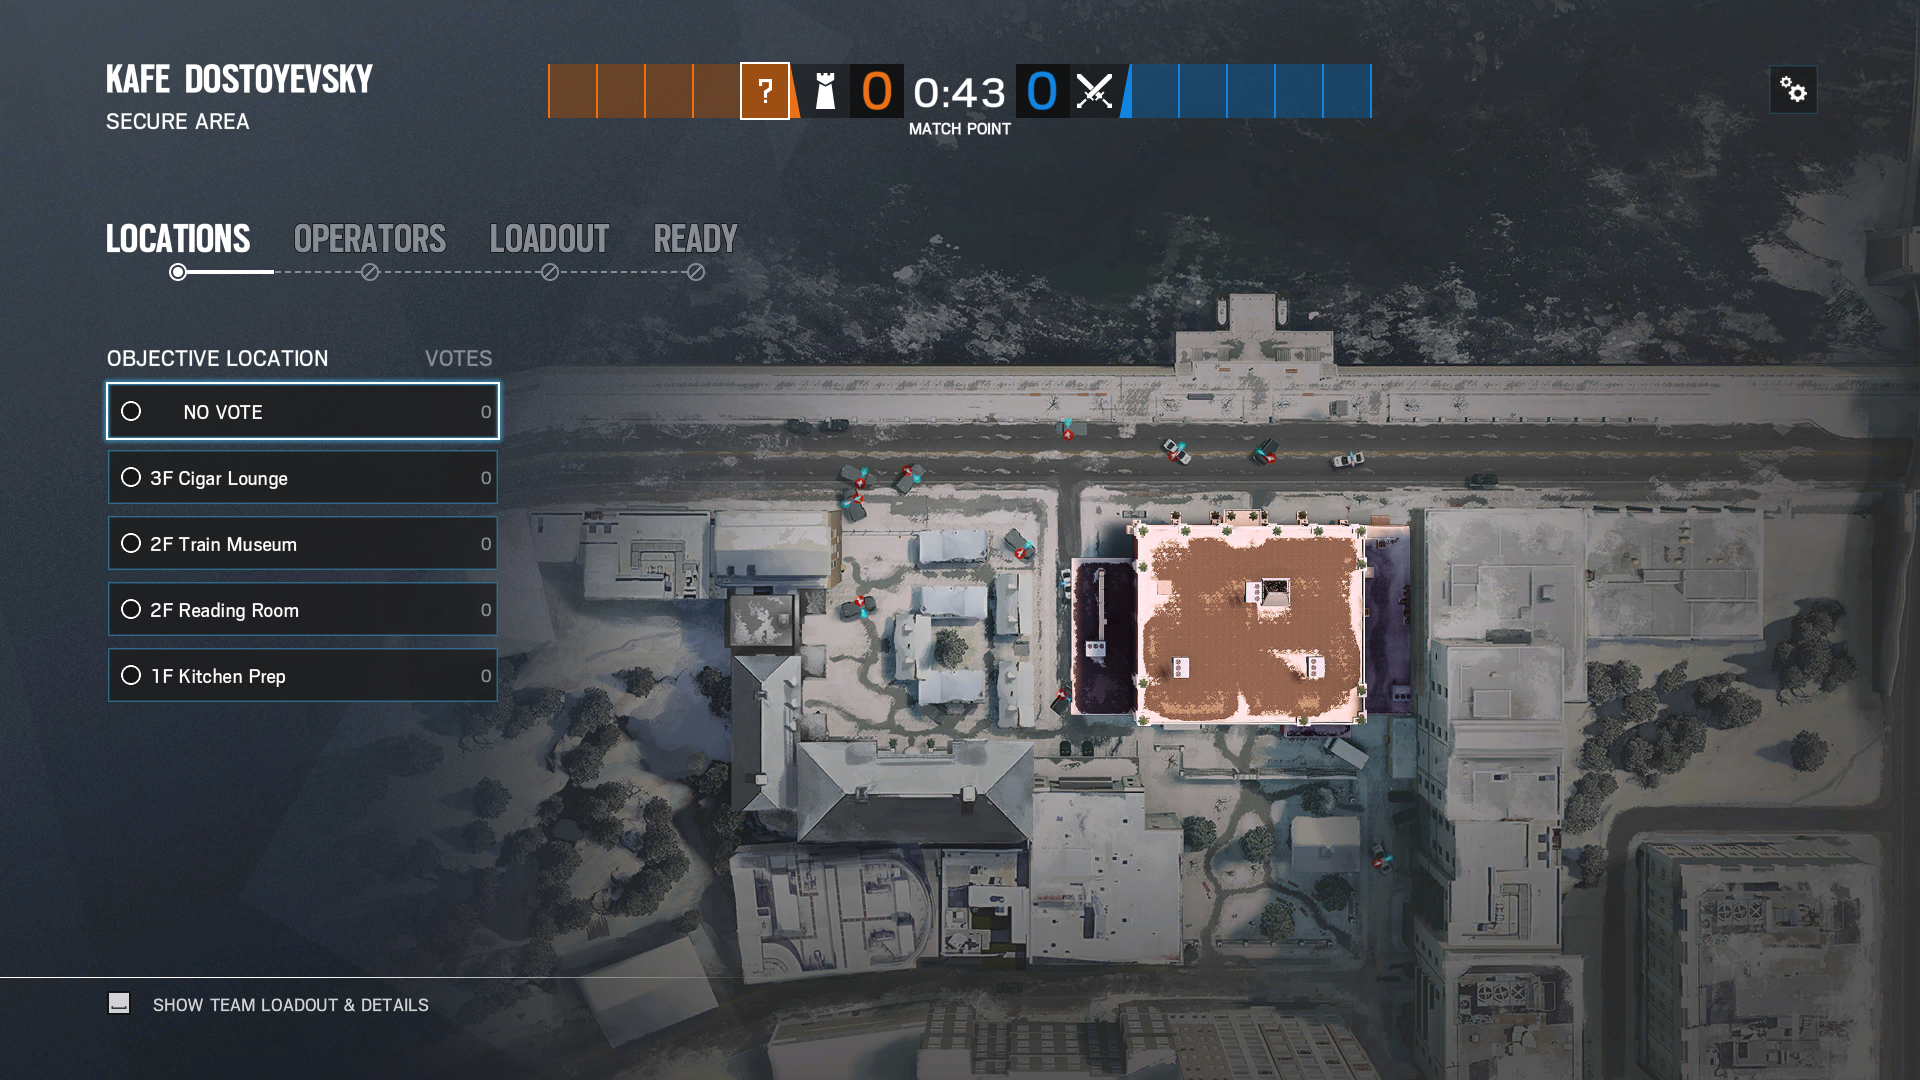 KAFE DOSTOYEVSKY
SECURE AREA
? 0 0:43 0
MATCH POINT
LOCATIONS OPERATORS LOADOUT READY
OBJECTIVE LOCATION VOTES
NO VOTE 0
3F Cigar Lounge 0
2F Train Museum 0
2F Reading Room 0
1F Kitchen Prep 0
SHOW TEAM LOADOUT & DETAILS